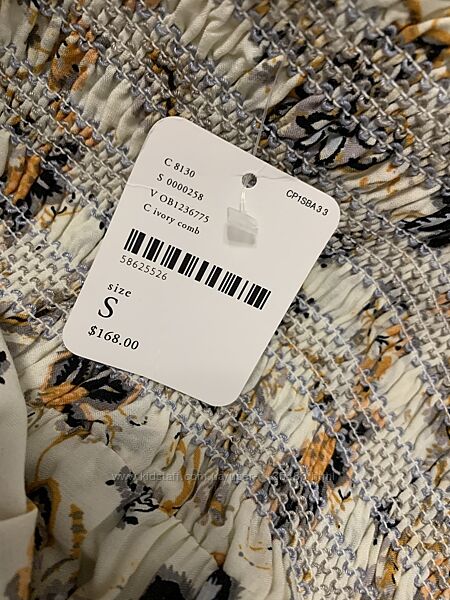 CP1SBA33
C 8130
S 0000258
V OB1236775
C ivory comb
58625526
size
S
$168.00